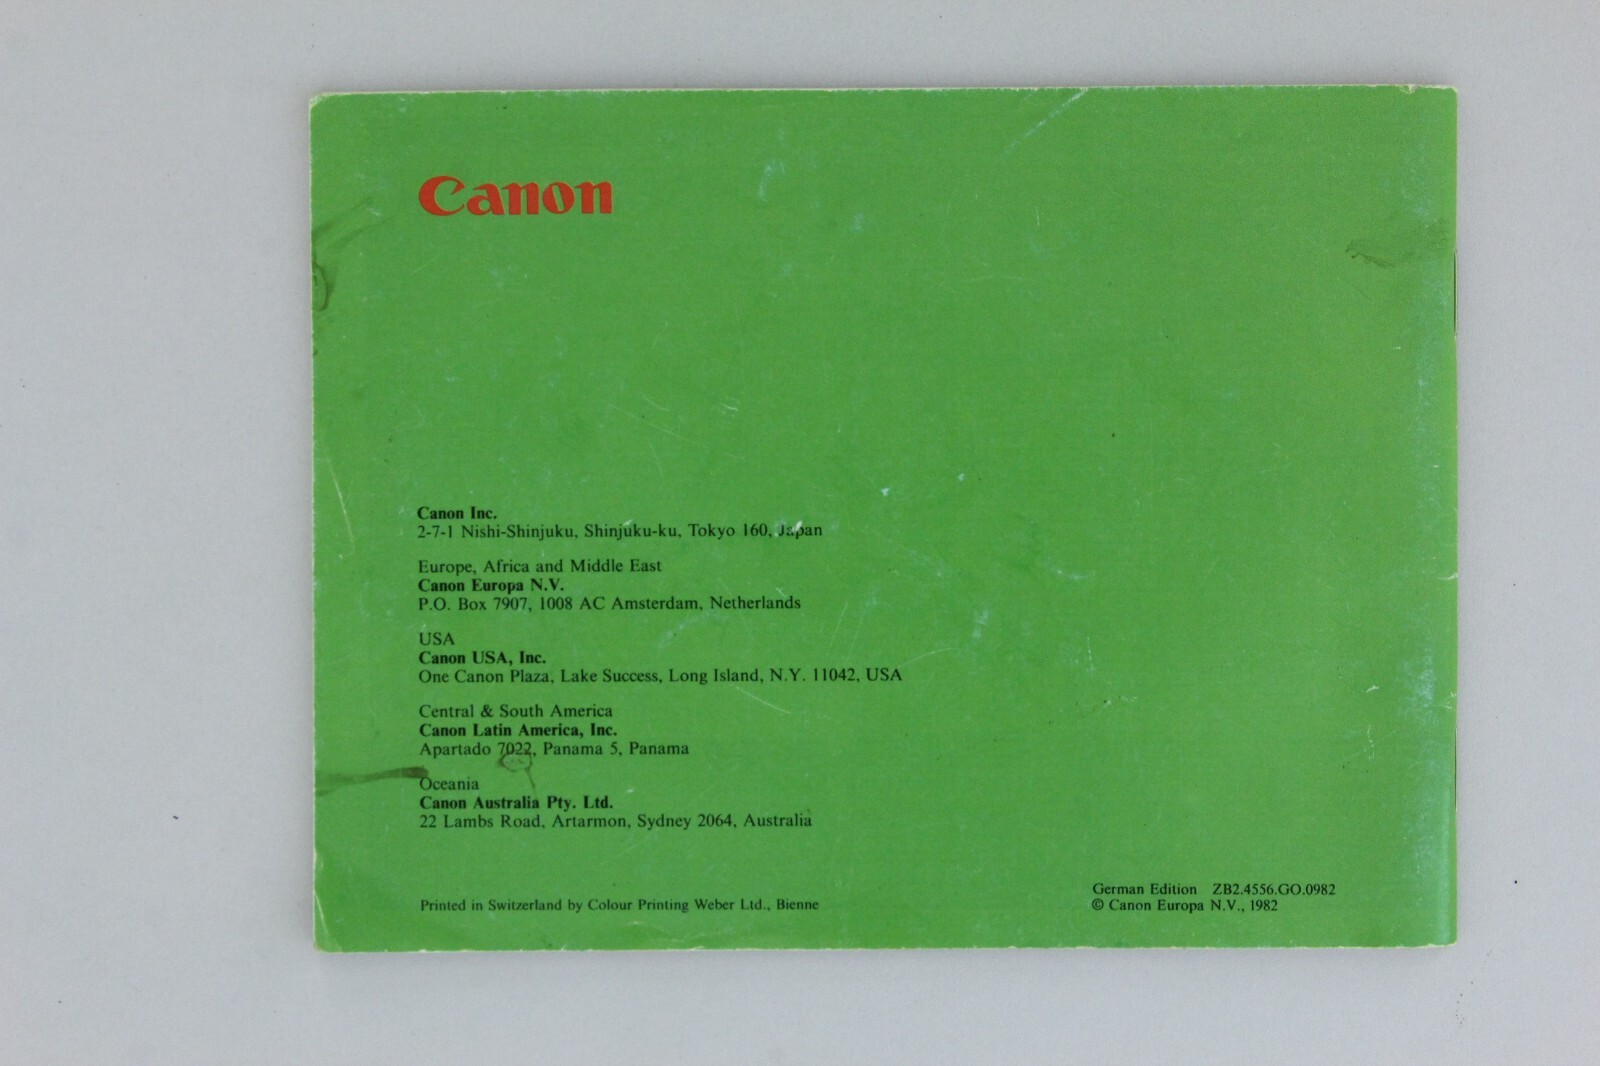 Canon
Canon Inc.
2-7-1 Nishi-Shinjuku, Shinjuku-ku, Tokyo 160, Japan
Europe, Africa and Middle East
Canon Europa N.V.
P.O. Box 7907, 1008 AC Amsterdam, Netherlands
USA
Canon USA, Inc.
One Canon Plaza, Lake Success, Long Island, N.Y. 11042, USA
Central & South America
Canon Latin America, Inc.
Apartado 7022, Panama 5, Panama
Oceania
Canon Australia Pty. Ltd.
22 Lambs Road, Artarmon, Sydney 2064, Australia
Printed in Switzerland by Colour Printing Weber Ltd., Bienne
German Edition ZB2.4556.GO.0982
© Canon Europa N.V., 1982